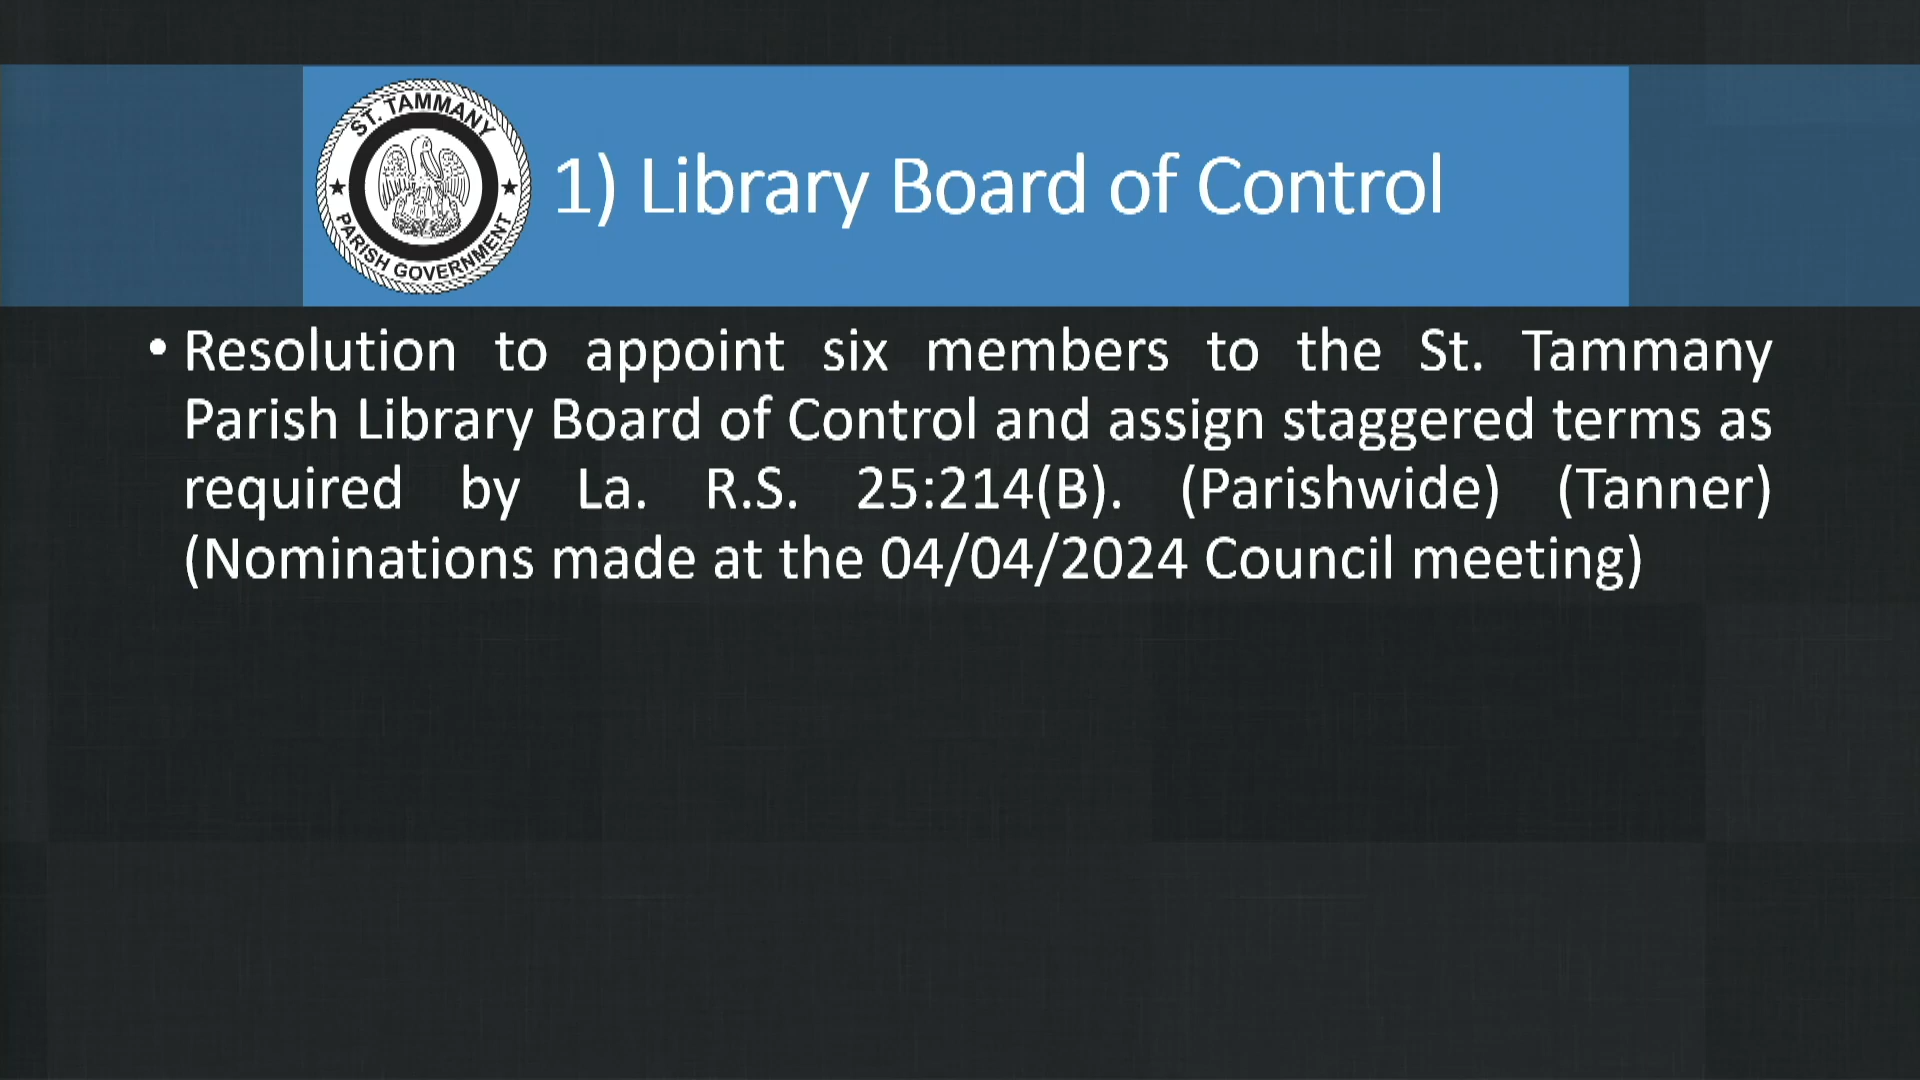 ST. TAMMANY
PARISH GOVERNMENT
1) Library Board of Control
• Resolution to appoint six members to the St. Tammany
Parish Library Board of Control and assign staggered terms as
required by La. R.S. 25:214(B). (Parishwide) (Tanner)
(Nominations made at the 04/04/2024 Council meeting)